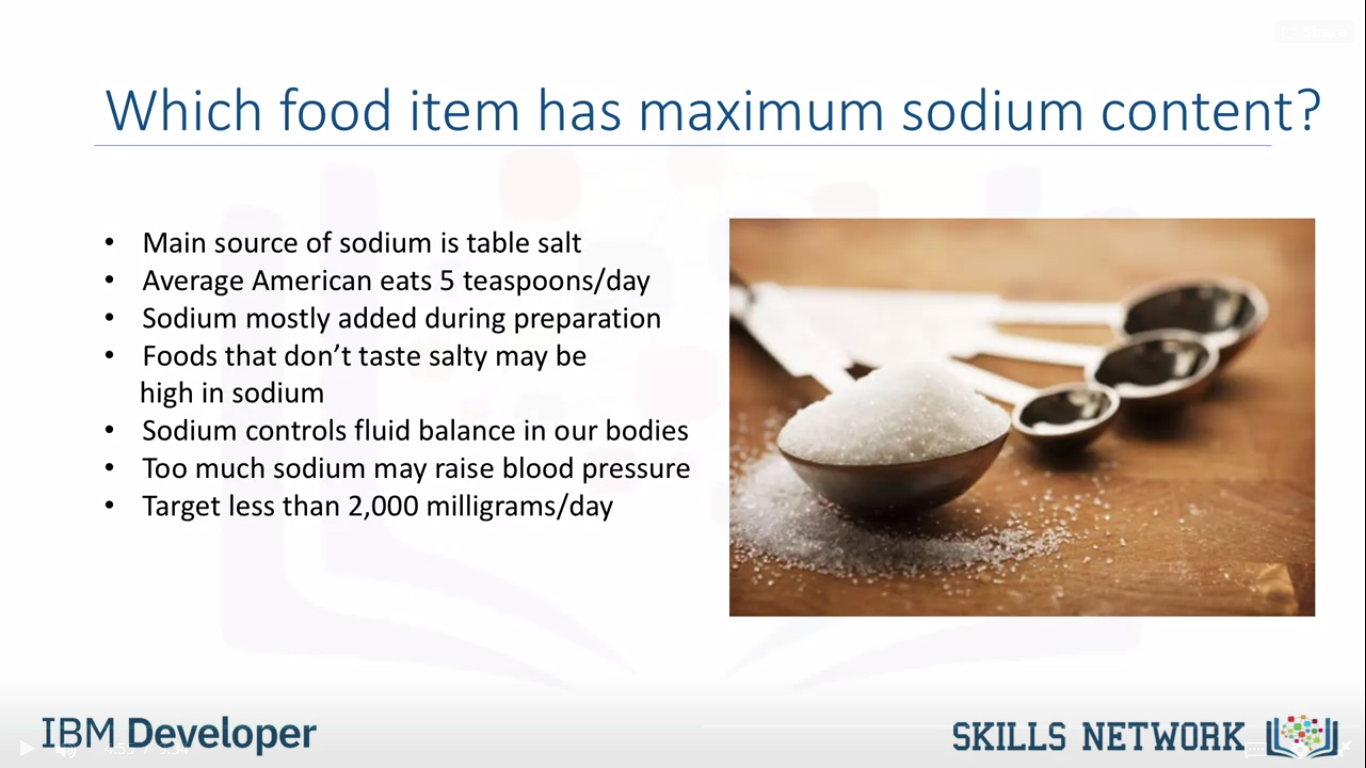 Share
Which food item has maximum sodium content?
• Main source of sodium is table salt
• Average American eats 5 teaspoons/day
• Sodium mostly added during preparation
• Foods that don’t taste salty may be
high in sodium
• Sodium controls fluid balance in our bodies
• Too much sodium may raise blood pressure
• Target less than 2,000 milligrams/day
IBM Developer
SKILLS NETWORK